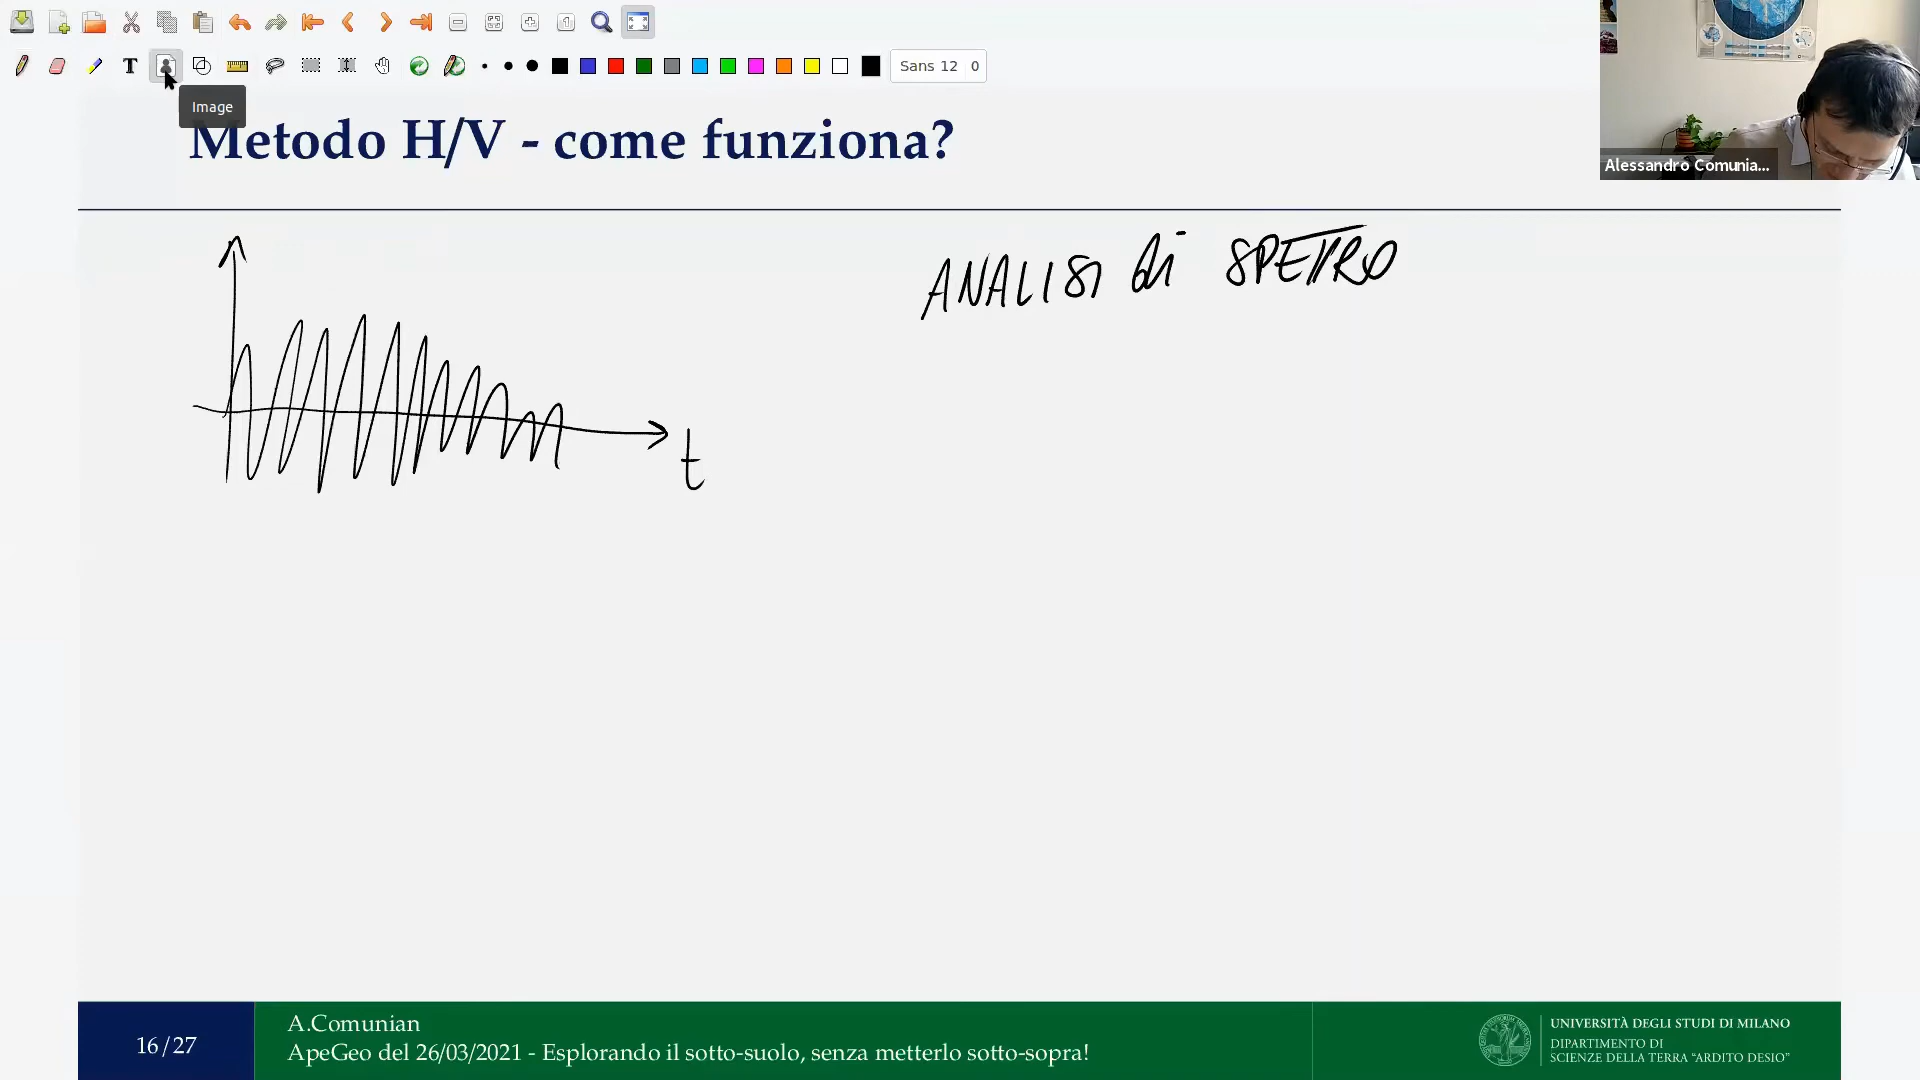 T
Sans 12 0
Image
Metodo H/V - come funziona?
Alessandro Comunia...
ANALISI di SPETTRO
t
16/27
A.Comunian
ApeGeo del 26/03/2021 - Esplorando il sotto-suolo, senza metterlo sotto-sopra!
UNIVERSITÀ DEGLI STUDI DI MILANO
DIPARTIMENTO DI
SCIENZE DELLA TERRA "ARDITO DESIO"